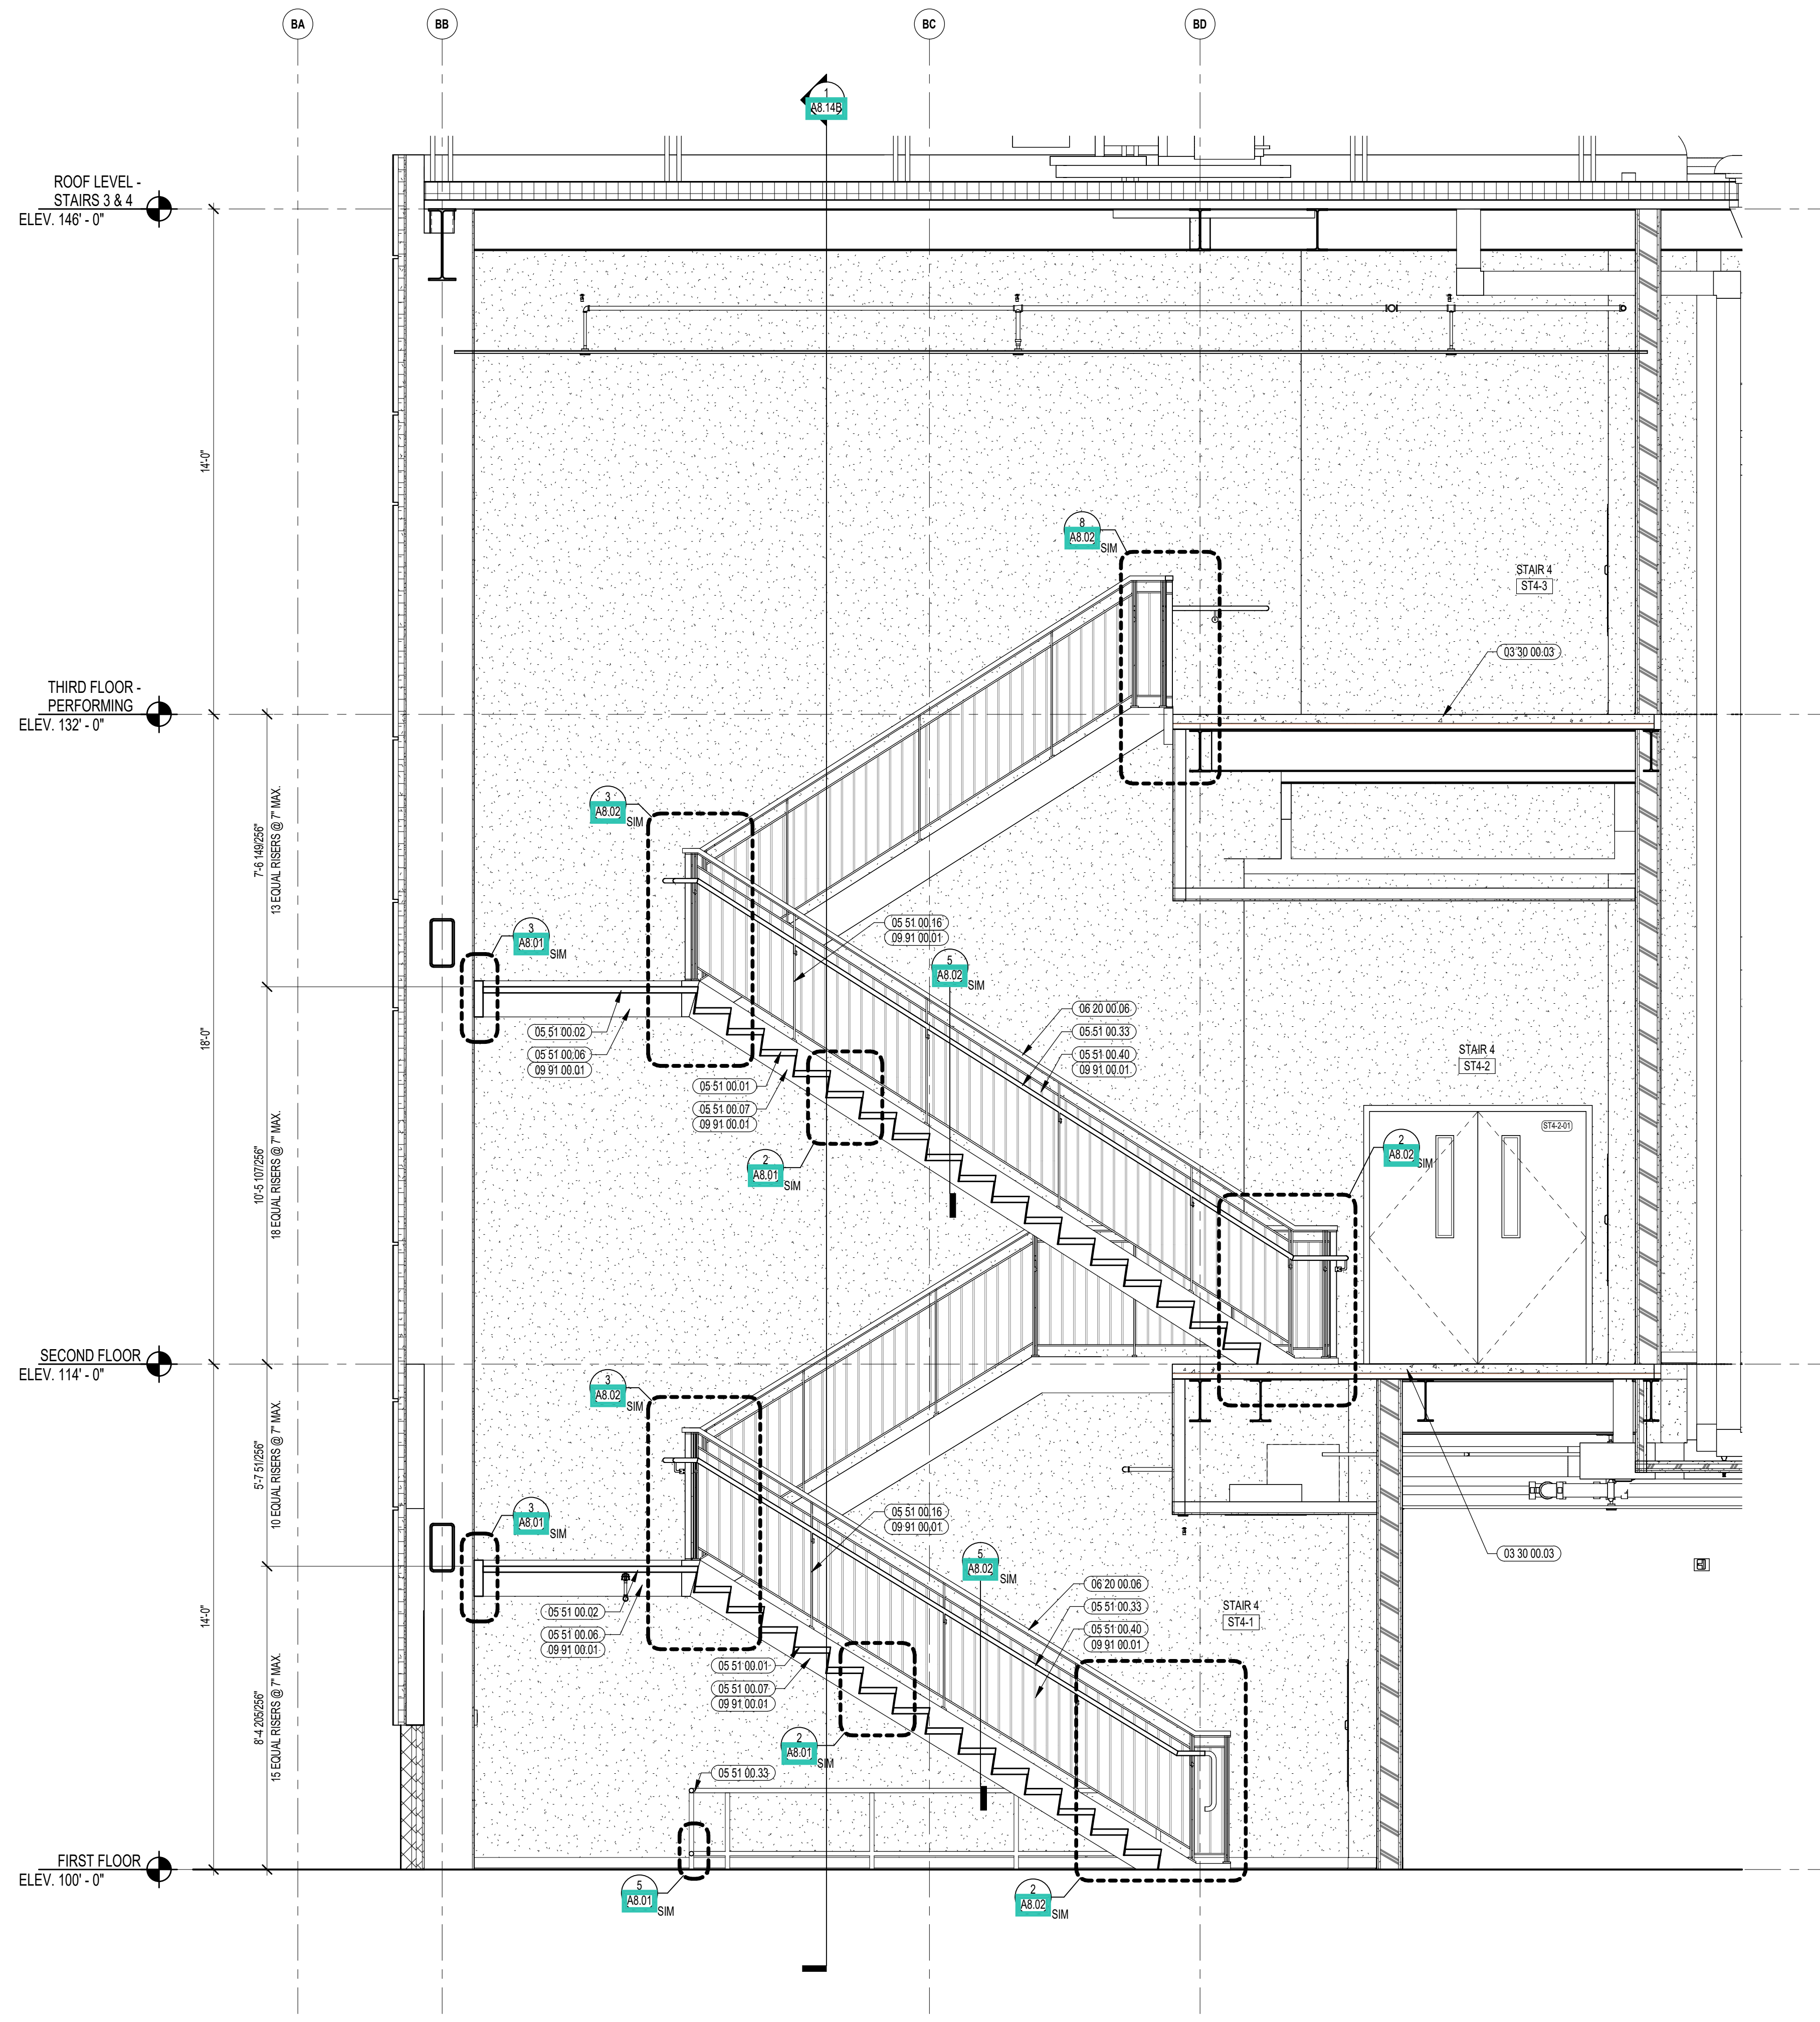 BA
BB
BC
BD
1
A8.14B
ROOF LEVEL -
STAIRS 3 & 4
ELEV. 146' - 0"
14'-0"
8
A8.02
SIM
STAIR 4
ST4-3
03 30 00.03
THIRD FLOOR -
PERFORMING
ELEV. 132' - 0"
3
A8.02
SIM
7'-6 149/256"
13 EQUAL RISERS @ 7" MAX.
05 51 00.16
09 91 00.01
3
A8.01
SIM
5
A8.02
SIM
18'-0"
05 51 00.02
05 51 00.06
09 91 00.01
06 20 00.06
05 51 00.33
05 51 00.40
09 91 00.01
STAIR 4
ST4-2
05 51 00.01
05 51 00.07
09 91 00.01
ST4-2-01
2
A8.01
SIM
2
A8.02
SIM
10'-5 107/256"
18 EQUAL RISERS @ 7" MAX.
SECOND FLOOR
ELEV. 114' - 0"
3
A8.02
SIM
5'-7 51/256"
10 EQUAL RISERS @ 7" MAX.
3
A8.01
SIM
05 51 00.16
09 91 00.01
5
A8.02
SIM
03 30 00.03
14'-0"
05 51 00.02
05 51 00.06
09 91 00.01
06 20 00.06
05 51 00.33
05 51 00.40
09 91 00.01
STAIR 4
ST4-1
05 51 00.01
05 51 00.07
09 91 00.01
8'-4 205/256"
15 EQUAL RISERS @ 7" MAX.
2
A8.01
SIM
05 51 00.33
FIRST FLOOR
ELEV. 100' - 0"
5
A8.01
SIM
2
A8.02
SIM